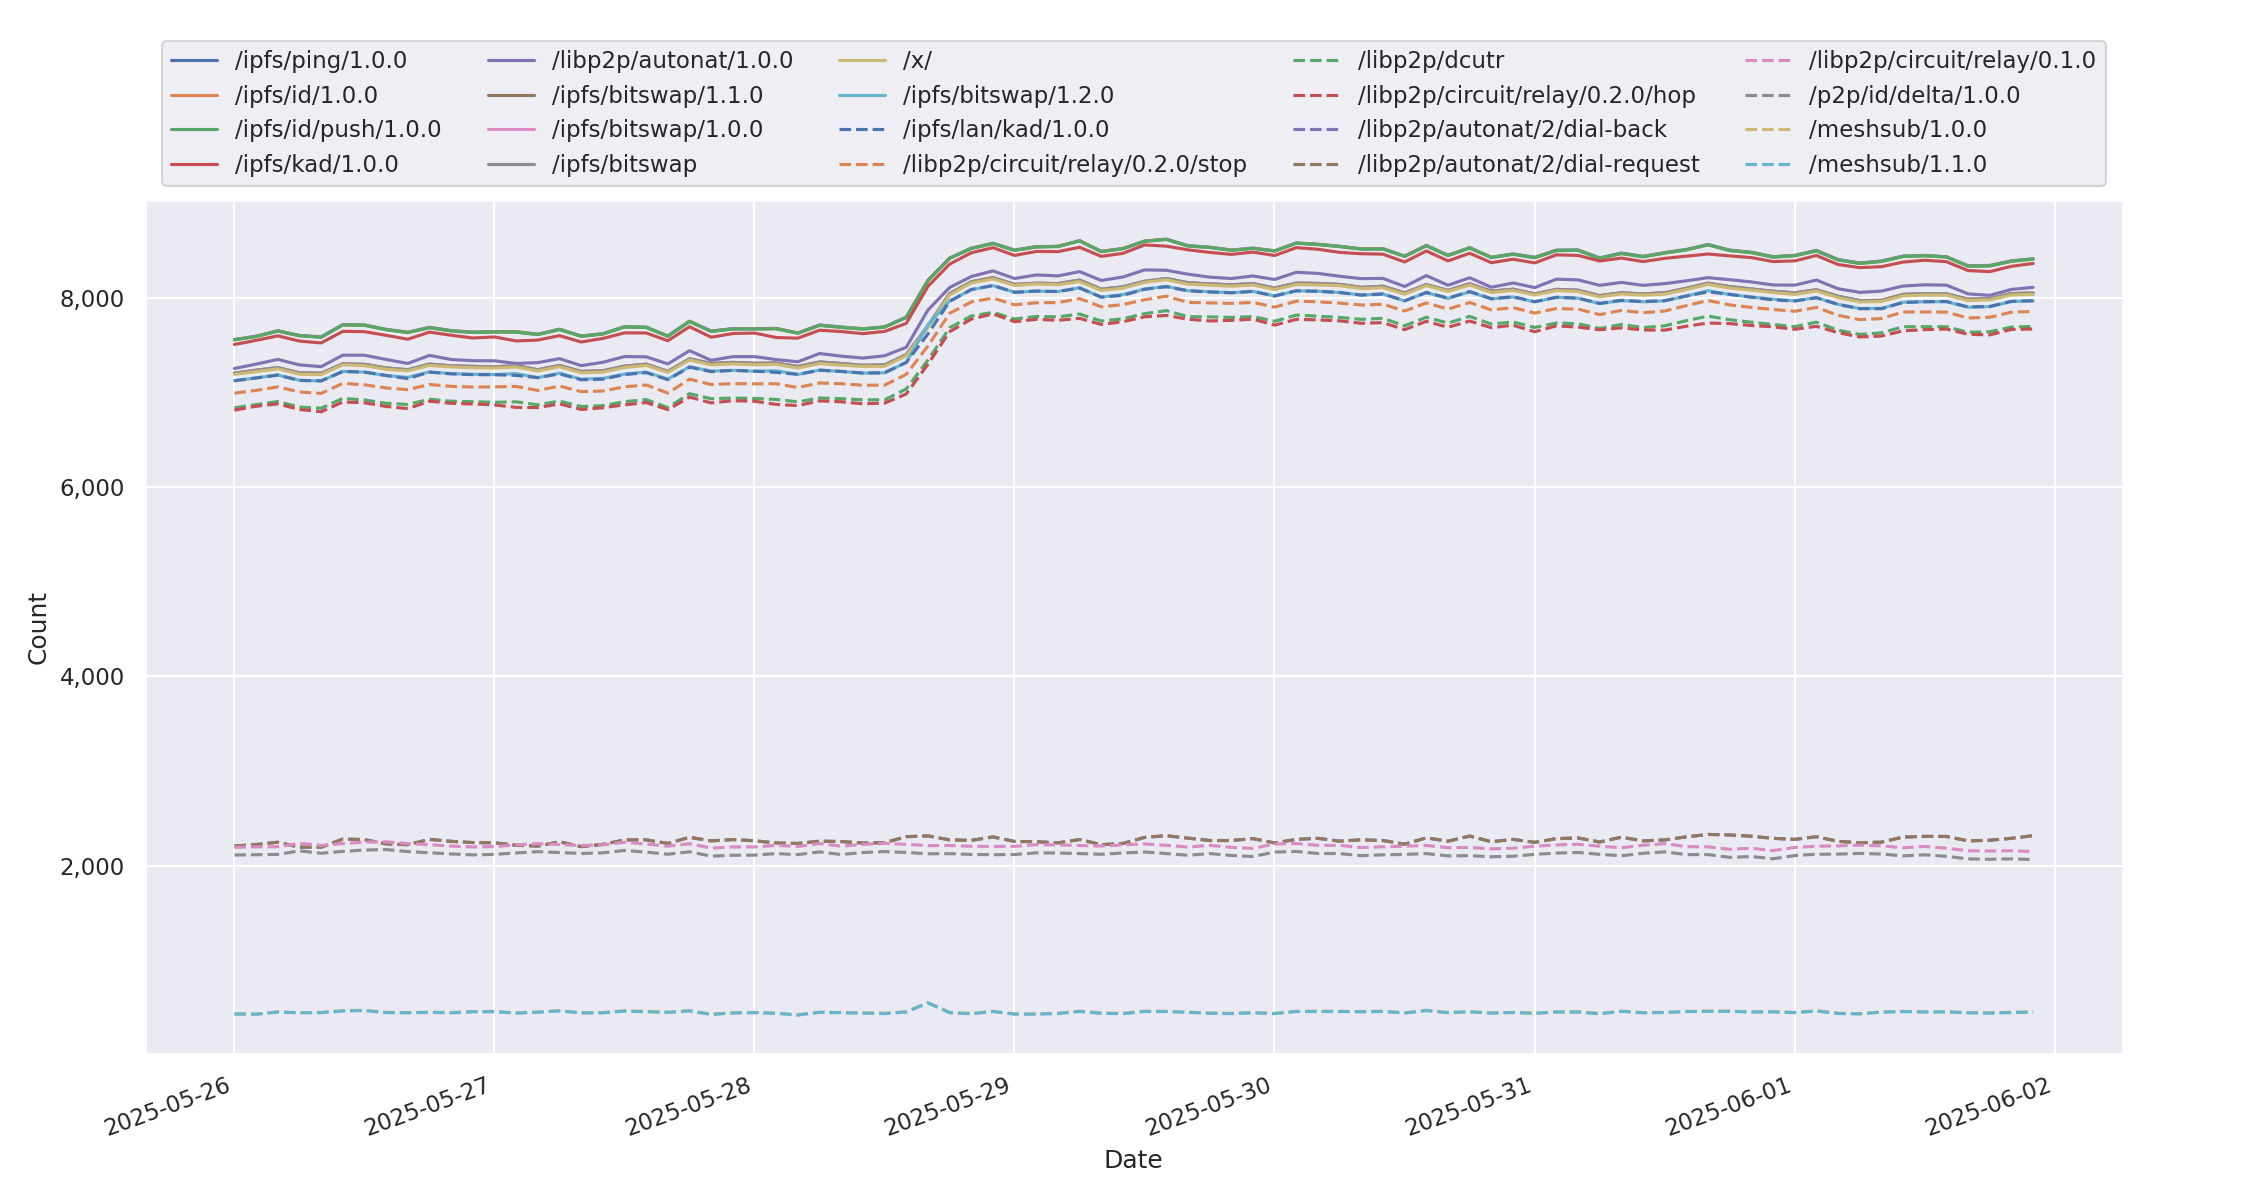 /ipfs/ping/1.0.0
/ipfs/id/1.0.0
/ipfs/id/push/1.0.0
/ipfs/kad/1.0.0
/libp2p/autonat/1.0.0
/ipfs/bitswap/1.1.0
/ipfs/bitswap/1.0.0
/ipfs/bitswap
/x/
/ipfs/bitswap/1.2.0
/ipfs/lan/kad/1.0.0
/libp2p/circuit/relay/0.2.0/stop
/libp2p/dcutr
/libp2p/circuit/relay/0.2.0/hop
/libp2p/autonat/2/dial-back
/libp2p/autonat/2/dial-request
/libp2p/circuit/relay/0.1.0
/p2p/id/delta/1.0.0
/meshsub/1.0.0
/meshsub/1.1.0
8,000
6,000
4,000
2,000
Count
2025-05-26
2025-05-27
2025-05-28
2025-05-29
2025-05-30
2025-05-31
2025-06-01
2025-06-02
Date